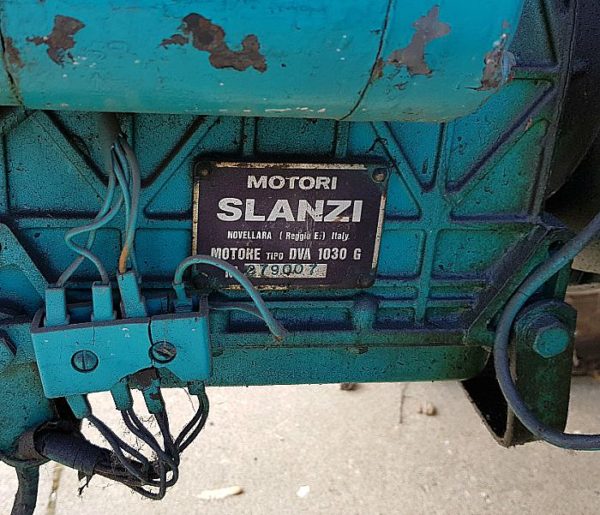 MOTORI
SLANZI
NOVELLARA ( Reggio E.) Italy
MOTORE TIPO DVA 1030 G
N. 279007